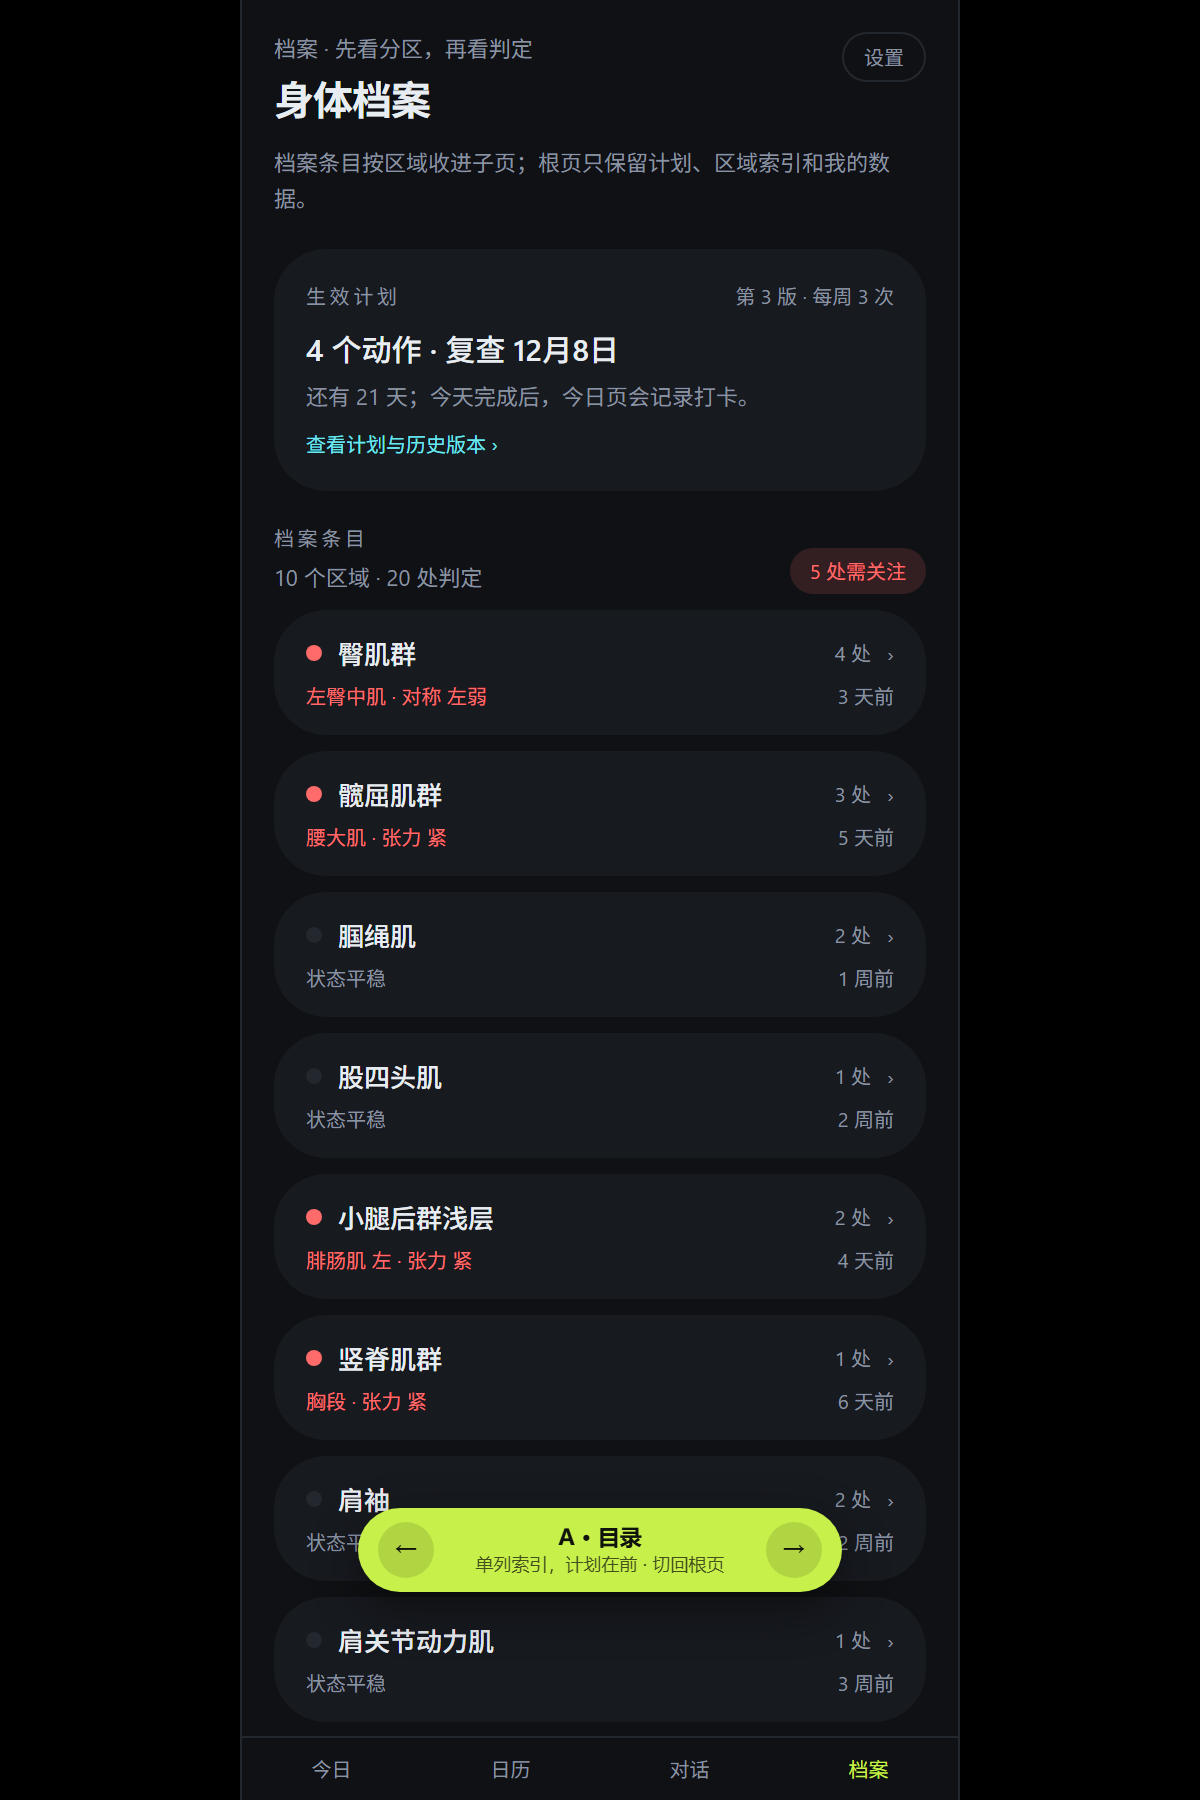 档案 · 先看分区，再看判定
设置
身体档案
档案条目按区域收进子页；根页只保留计划、区域索引和我的数
据。
生效计划
第 3 版 · 每周 3 次
4 个动作 · 复查 12月8日
还有 21 天；今天完成后，今日页会记录打卡。
查看计划与历史版本 ›
档案条目
10 个区域 · 20 处判定
5 处需关注
臀肌群
4 处 ›
左臀中肌 · 对称 左弱
3 天前
髋屈肌群
3 处 ›
腰大肌 · 张力 紧
5 天前
腘绳肌
2 处 ›
状态平稳
1 周前
股四头肌
1 处 ›
状态平稳
2 周前
小腿后群浅层
2 处 ›
腓肠肌 左 · 张力 紧
4 天前
竖脊肌群
1 处 ›
胸段 · 张力 紧
6 天前
肩袖
2 处 ›
状态平
2 周前
← A · 目录 →
单列索引，计划在前 · 切回根页
肩关节动力肌
1 处 ›
状态平稳
3 周前
今日
日历
对话
档案